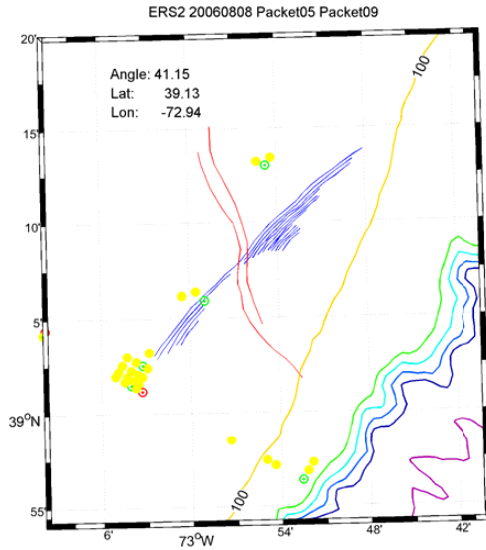 ERS2 20060808 Packet05 Packet09
20'
100
Angle: 41.15
Lat: 39.13
Lon: -72.94
15'
10'
5'
39°N
100
55'
6'
73°W
54'
48'
42'